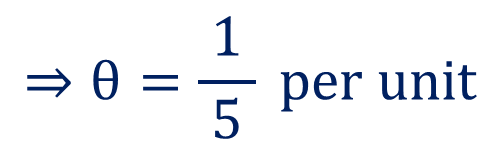 ⇒ θ = 1/5 per unit